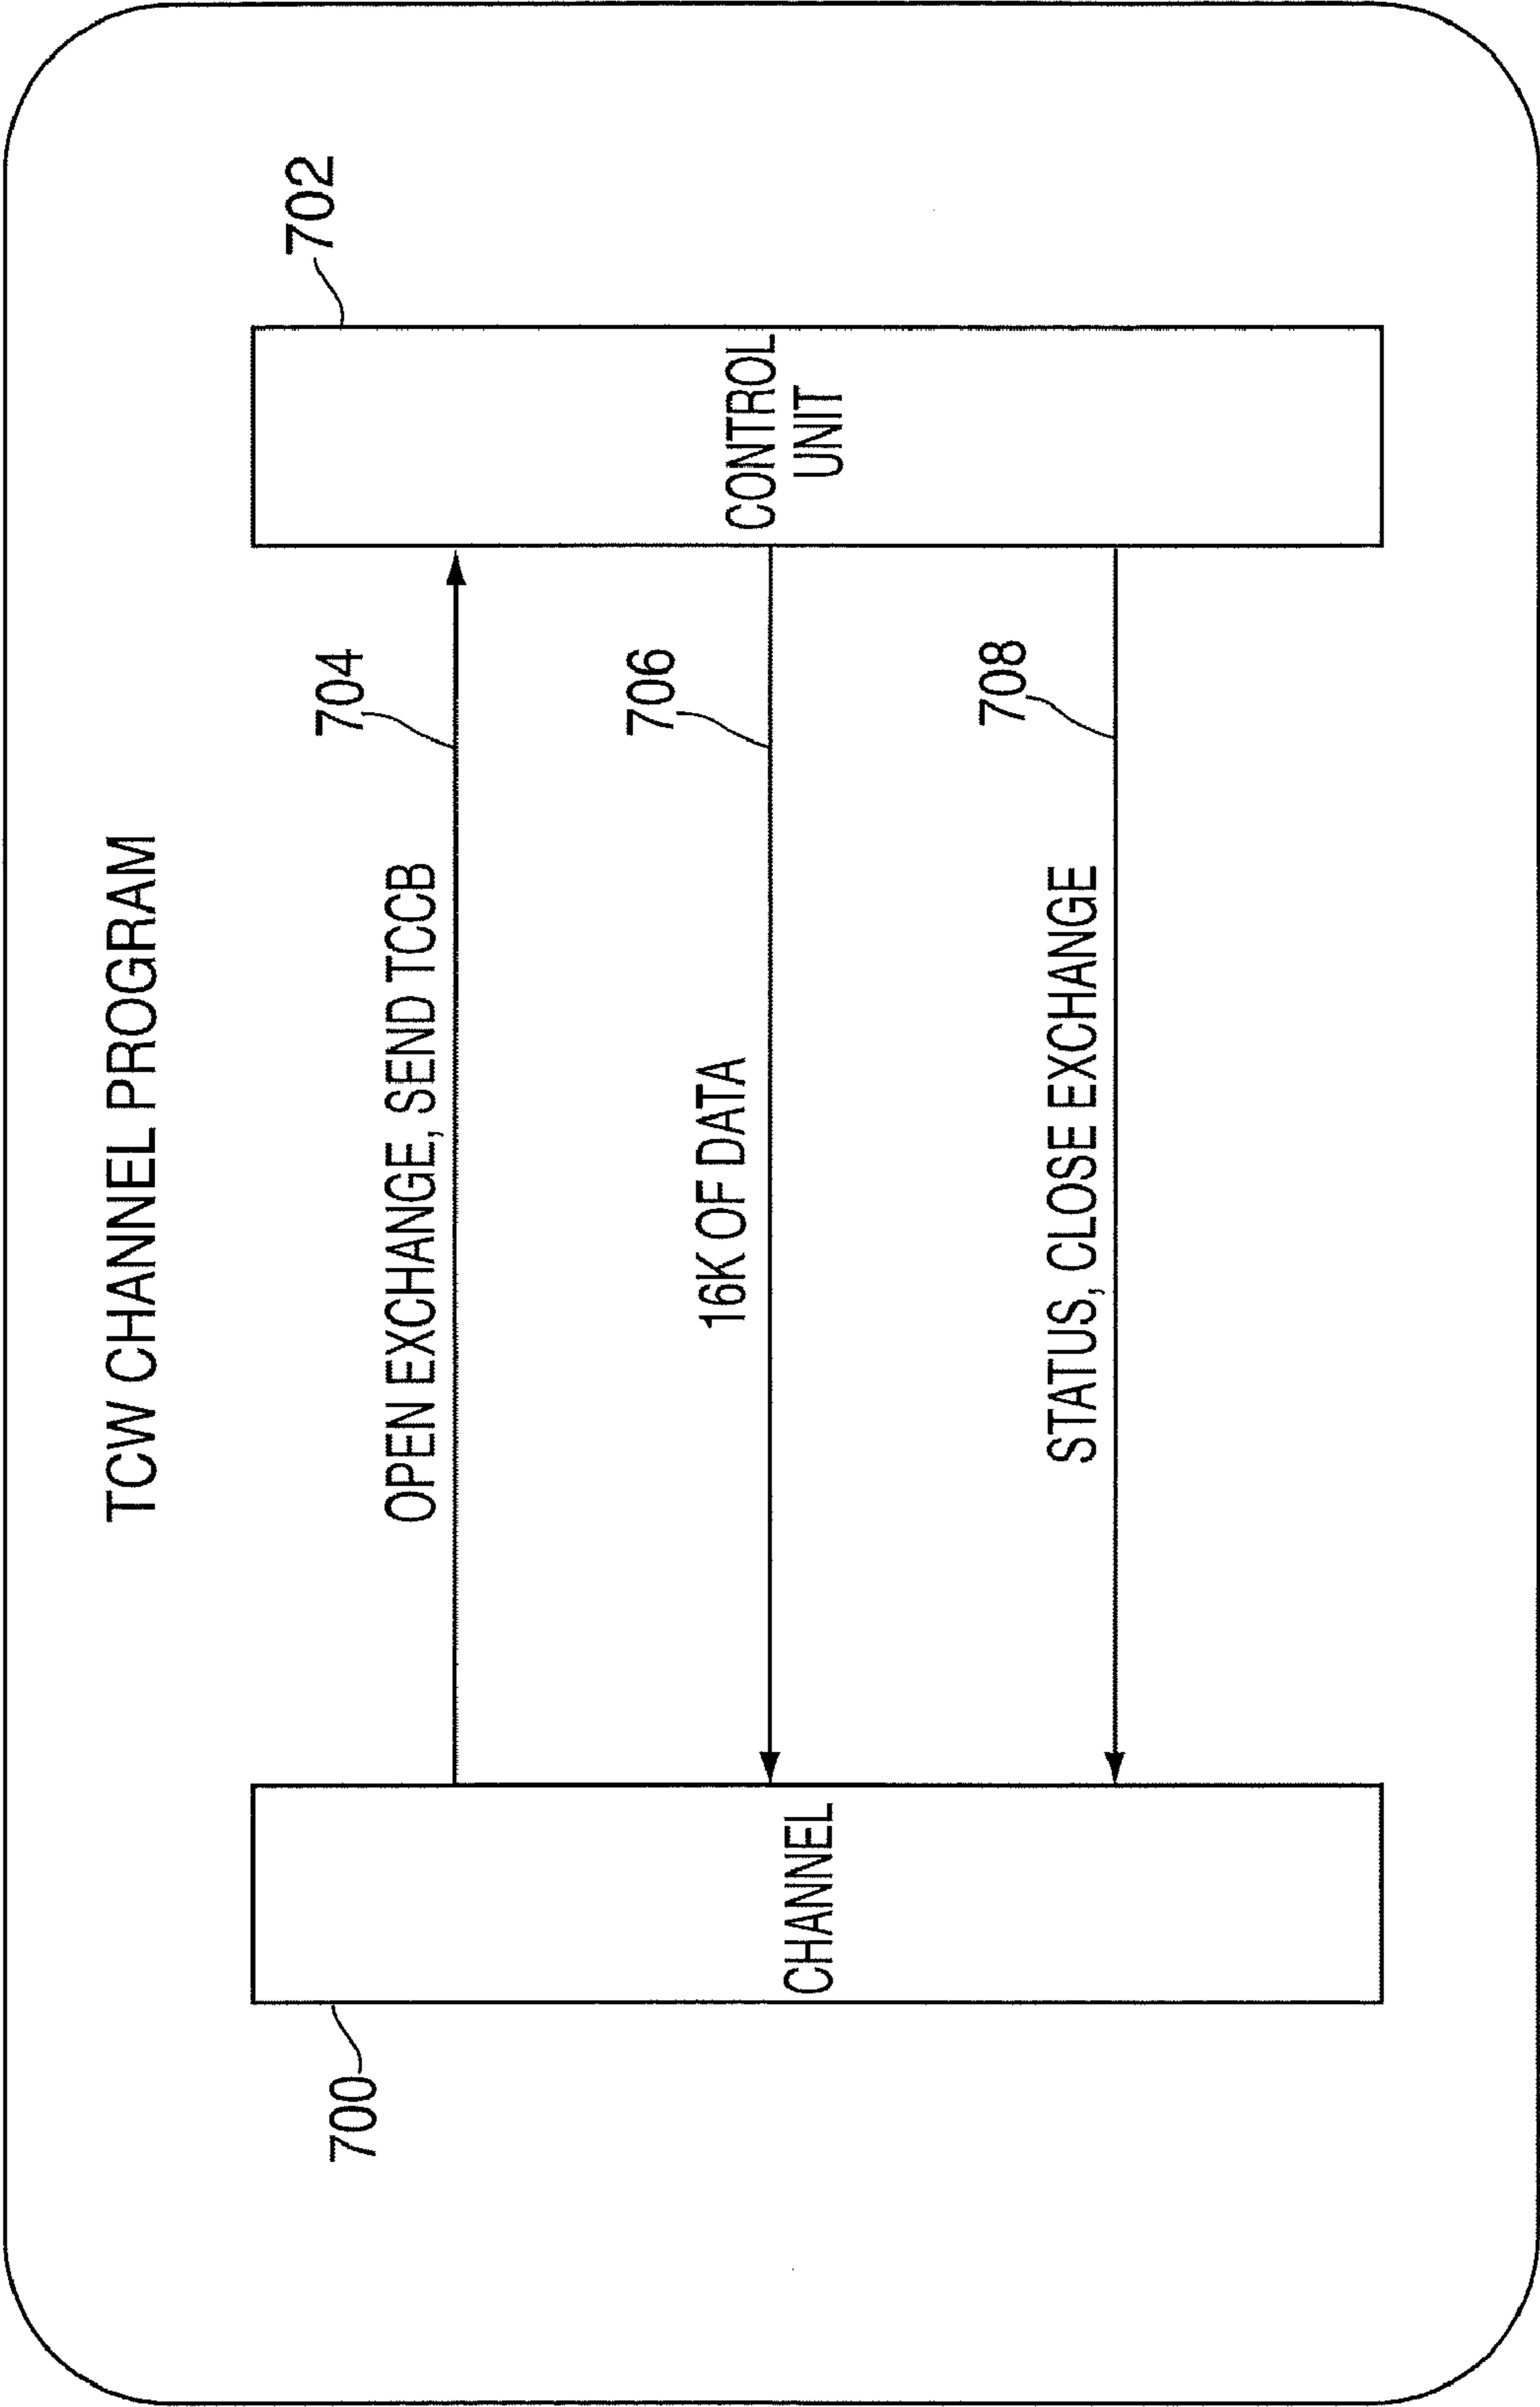 TCW CHANNEL PROGRAM
700
702
CHANNEL
CONTROL
UNIT
OPEN EXCHANGE, SEND TCCB
704
16K OF DATA
706
STATUS, CLOSE EXCHANGE
708